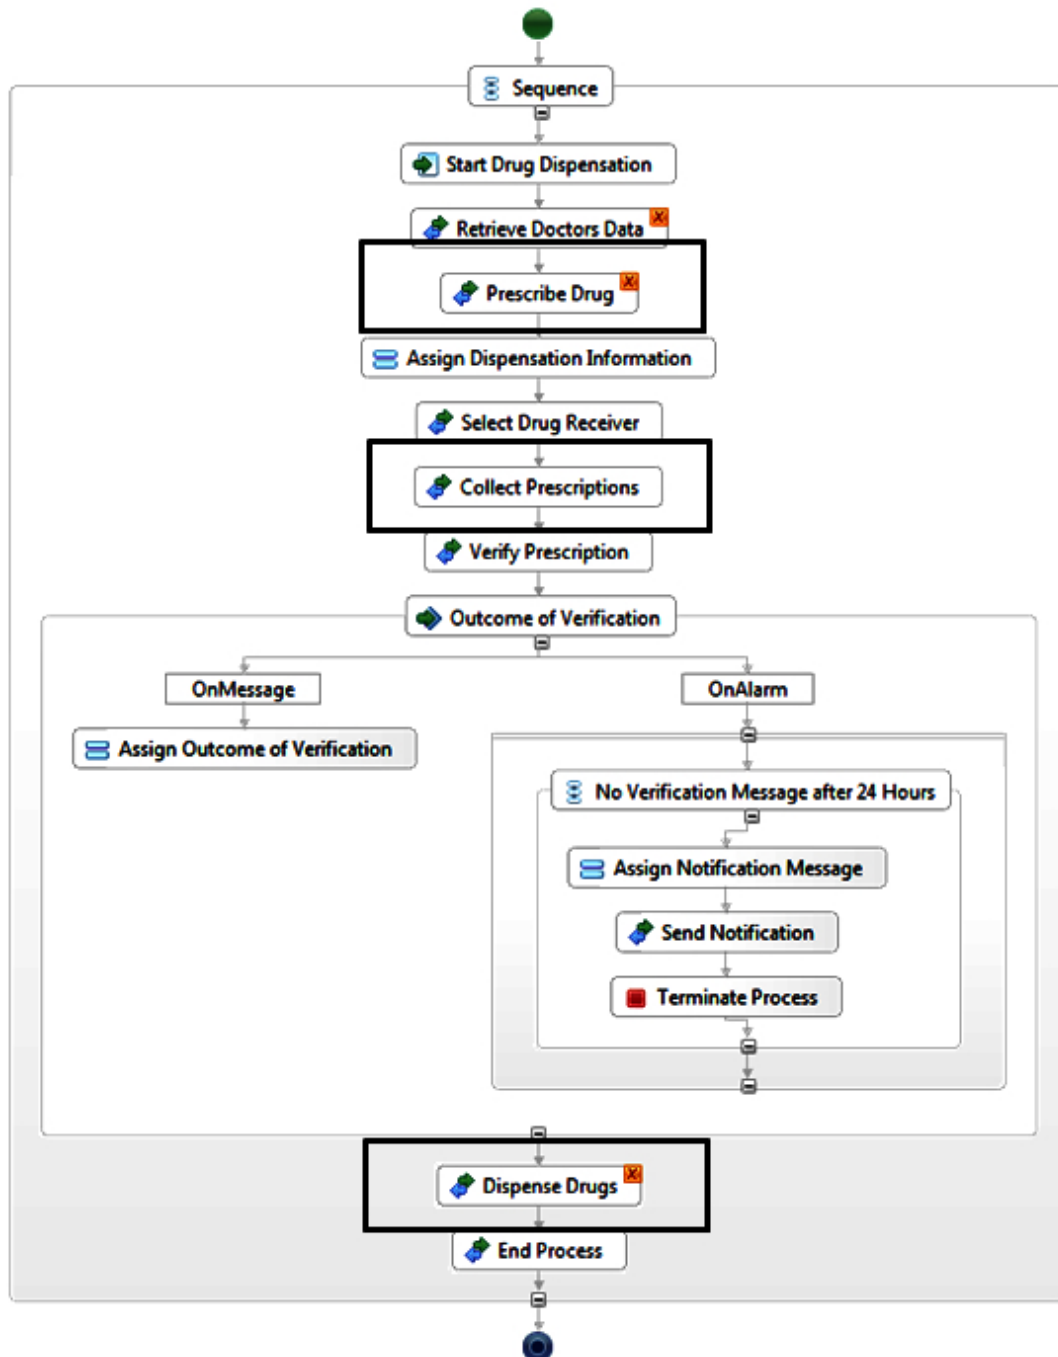 Sequence
Start Drug Dispensation
Retrieve Doctors Data
Prescribe Drug
Assign Dispensation Information
Select Drug Receiver
Collect Prescriptions
Verify Prescription
Outcome of Verification
OnMessage
OnAlarm
Assign Outcome of Verification
No Verification Message after 24 Hours
Assign Notification Message
Send Notification
Terminate Process
Dispense Drugs
End Process